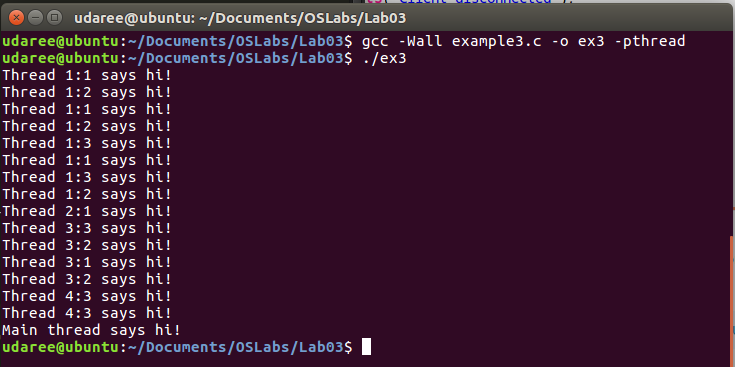 "Client disconnected");
udaree@ubuntu: ~/Documents/OSLabs/Lab03
udaree@ubuntu:~/Documents/OSLabs/Lab03$ gcc -Wall example3.c -o ex3 -pthread
udaree@ubuntu:~/Documents/OSLabs/Lab03$ ./ex3
Thread 1:1 says hi!
Thread 1:2 says hi!
Thread 1:1 says hi!
Thread 1:2 says hi!
Thread 1:3 says hi!
Thread 1:1 says hi!
Thread 1:3 says hi!
Thread 1:2 says hi!
Thread 2:1 says hi!
Thread 3:3 says hi!
Thread 3:2 says hi!
Thread 3:1 says hi!
Thread 3:2 says hi!
Thread 4:3 says hi!
Thread 4:3 says hi!
Main thread says hi!
udaree@ubuntu:~/Documents/OSLabs/Lab03$